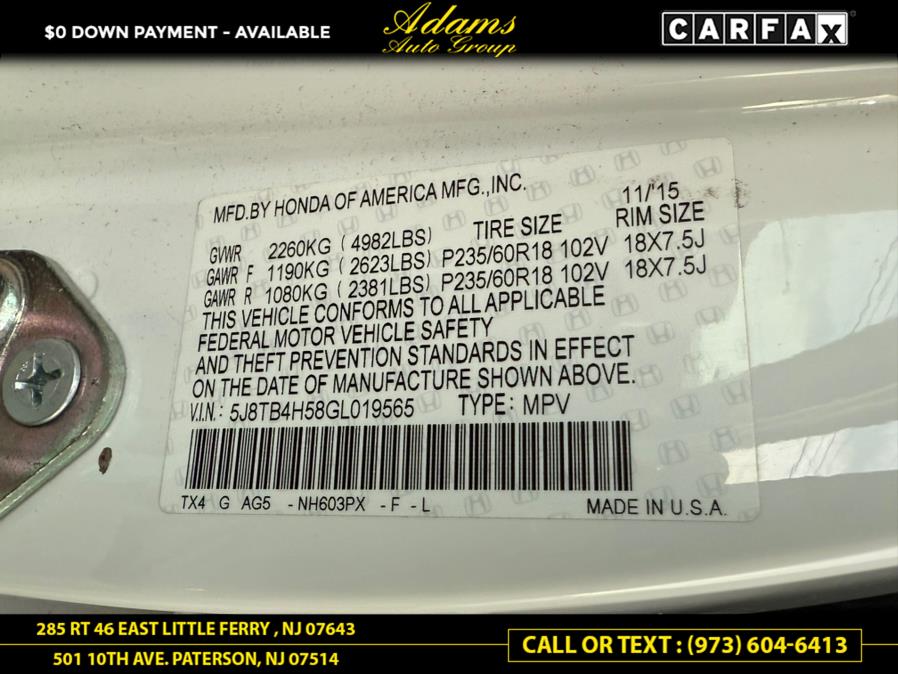 $0 DOWN PAYMENT - AVAILABLE
Adams
Auto Group
CARFAX
MFD.BY HONDA OF AMERICA MFG.,INC. 11/'15
TIRE SIZE RIM SIZE
GVWR 2260KG (4982LBS)
GAWR F 1190KG (2623LBS) P235/60R18 102V 18X7.5J
GAWR R 1080KG (2381LBS) P235/60R18 102V 18X7.5J
THIS VEHICLE CONFORMS TO ALL APPLICABLE
FEDERAL MOTOR VEHICLE SAFETY
AND THEFT PREVENTION STANDARDS IN EFFECT
ON THE DATE OF MANUFACTURE SHOWN ABOVE.
V.I.N.: 5J8TB4H58GL019565 TYPE: MPV
TX4 G AG5 -NH603PX -F -L MADE IN U.S.A.
285 RT 46 EAST LITTLE FERRY , NJ 07643
501 10TH AVE. PATERSON, NJ 07514
CALL OR TEXT : (973) 604-6413